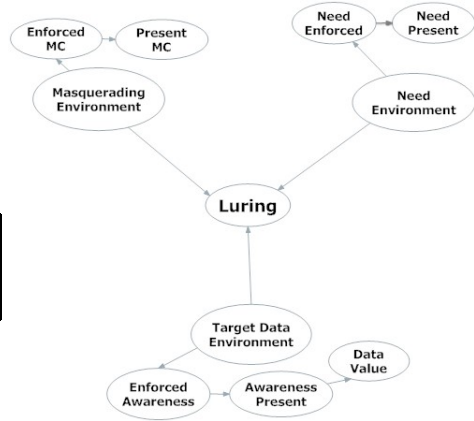 Enforced
MC
Present
MC
Need
Enforced
Need
Present
Masquerading
Environment
Need
Environment
Luring
Target Data
Environment
Data
Value
Enforced
Awareness
Awareness
Present